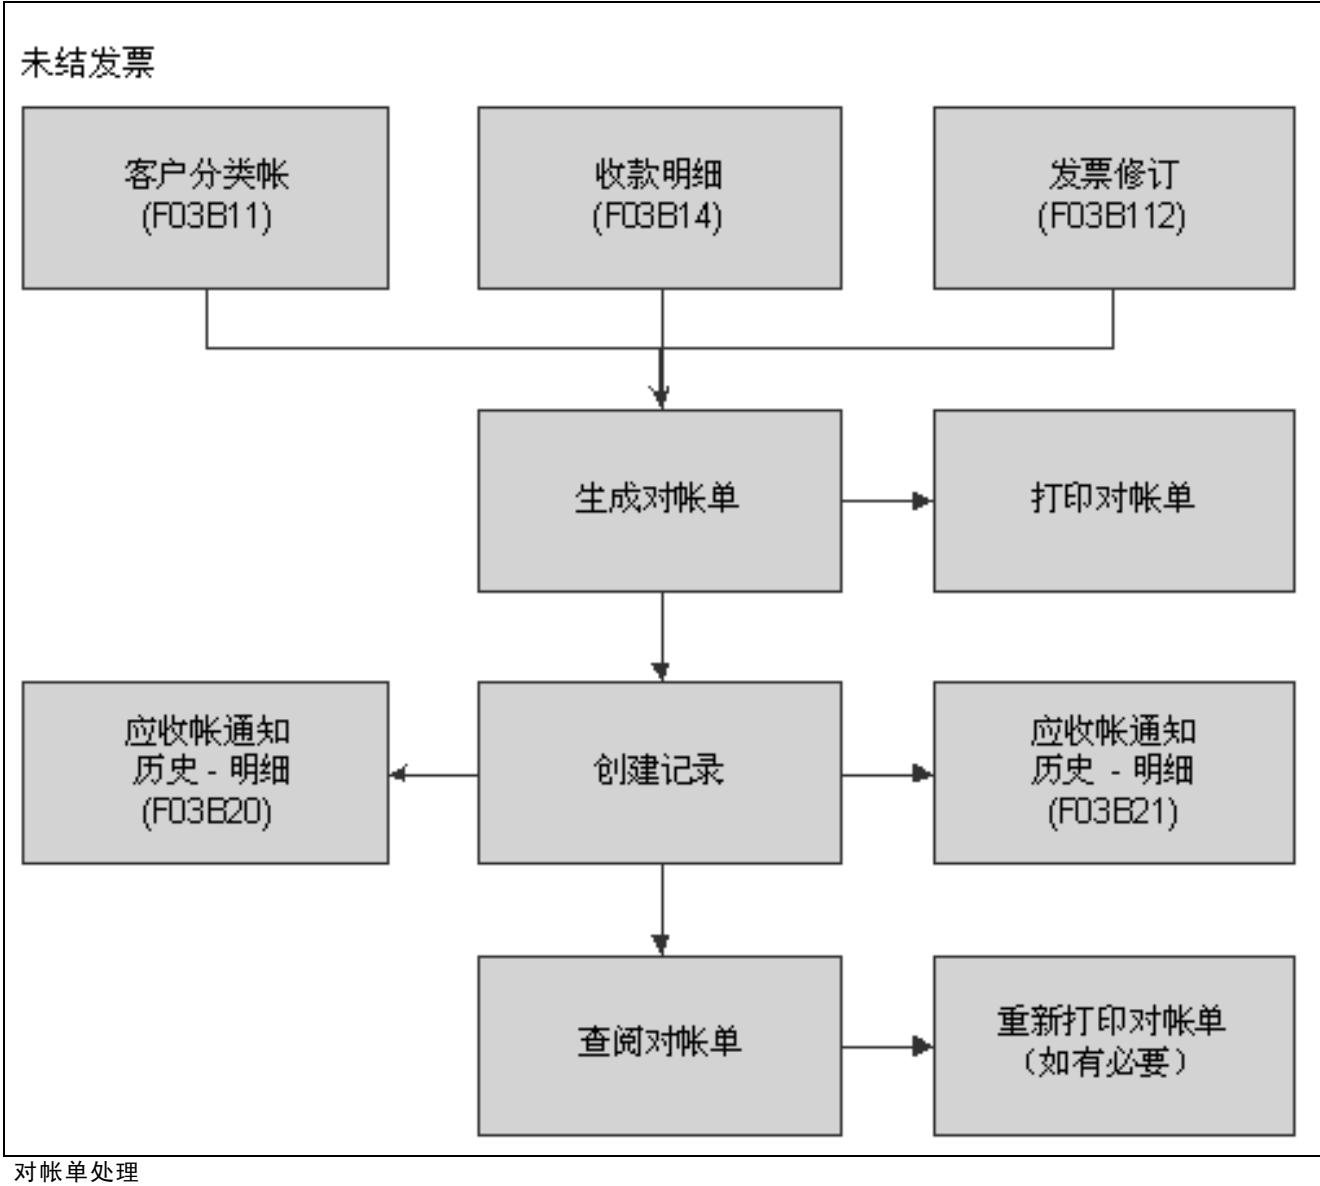 未结发票
客户分类帐
(F03B11)
收款明细
(F03B14)
发票修订
(F03B112)
生成对帐单
打印对帐单
应收帐通知
历史 - 明细
(F03B20)
创建记录
应收帐通知
历史 - 明细
(F03B21)
查阅对帐单
重新打印对帐单
（如有必要）
对帐单处理